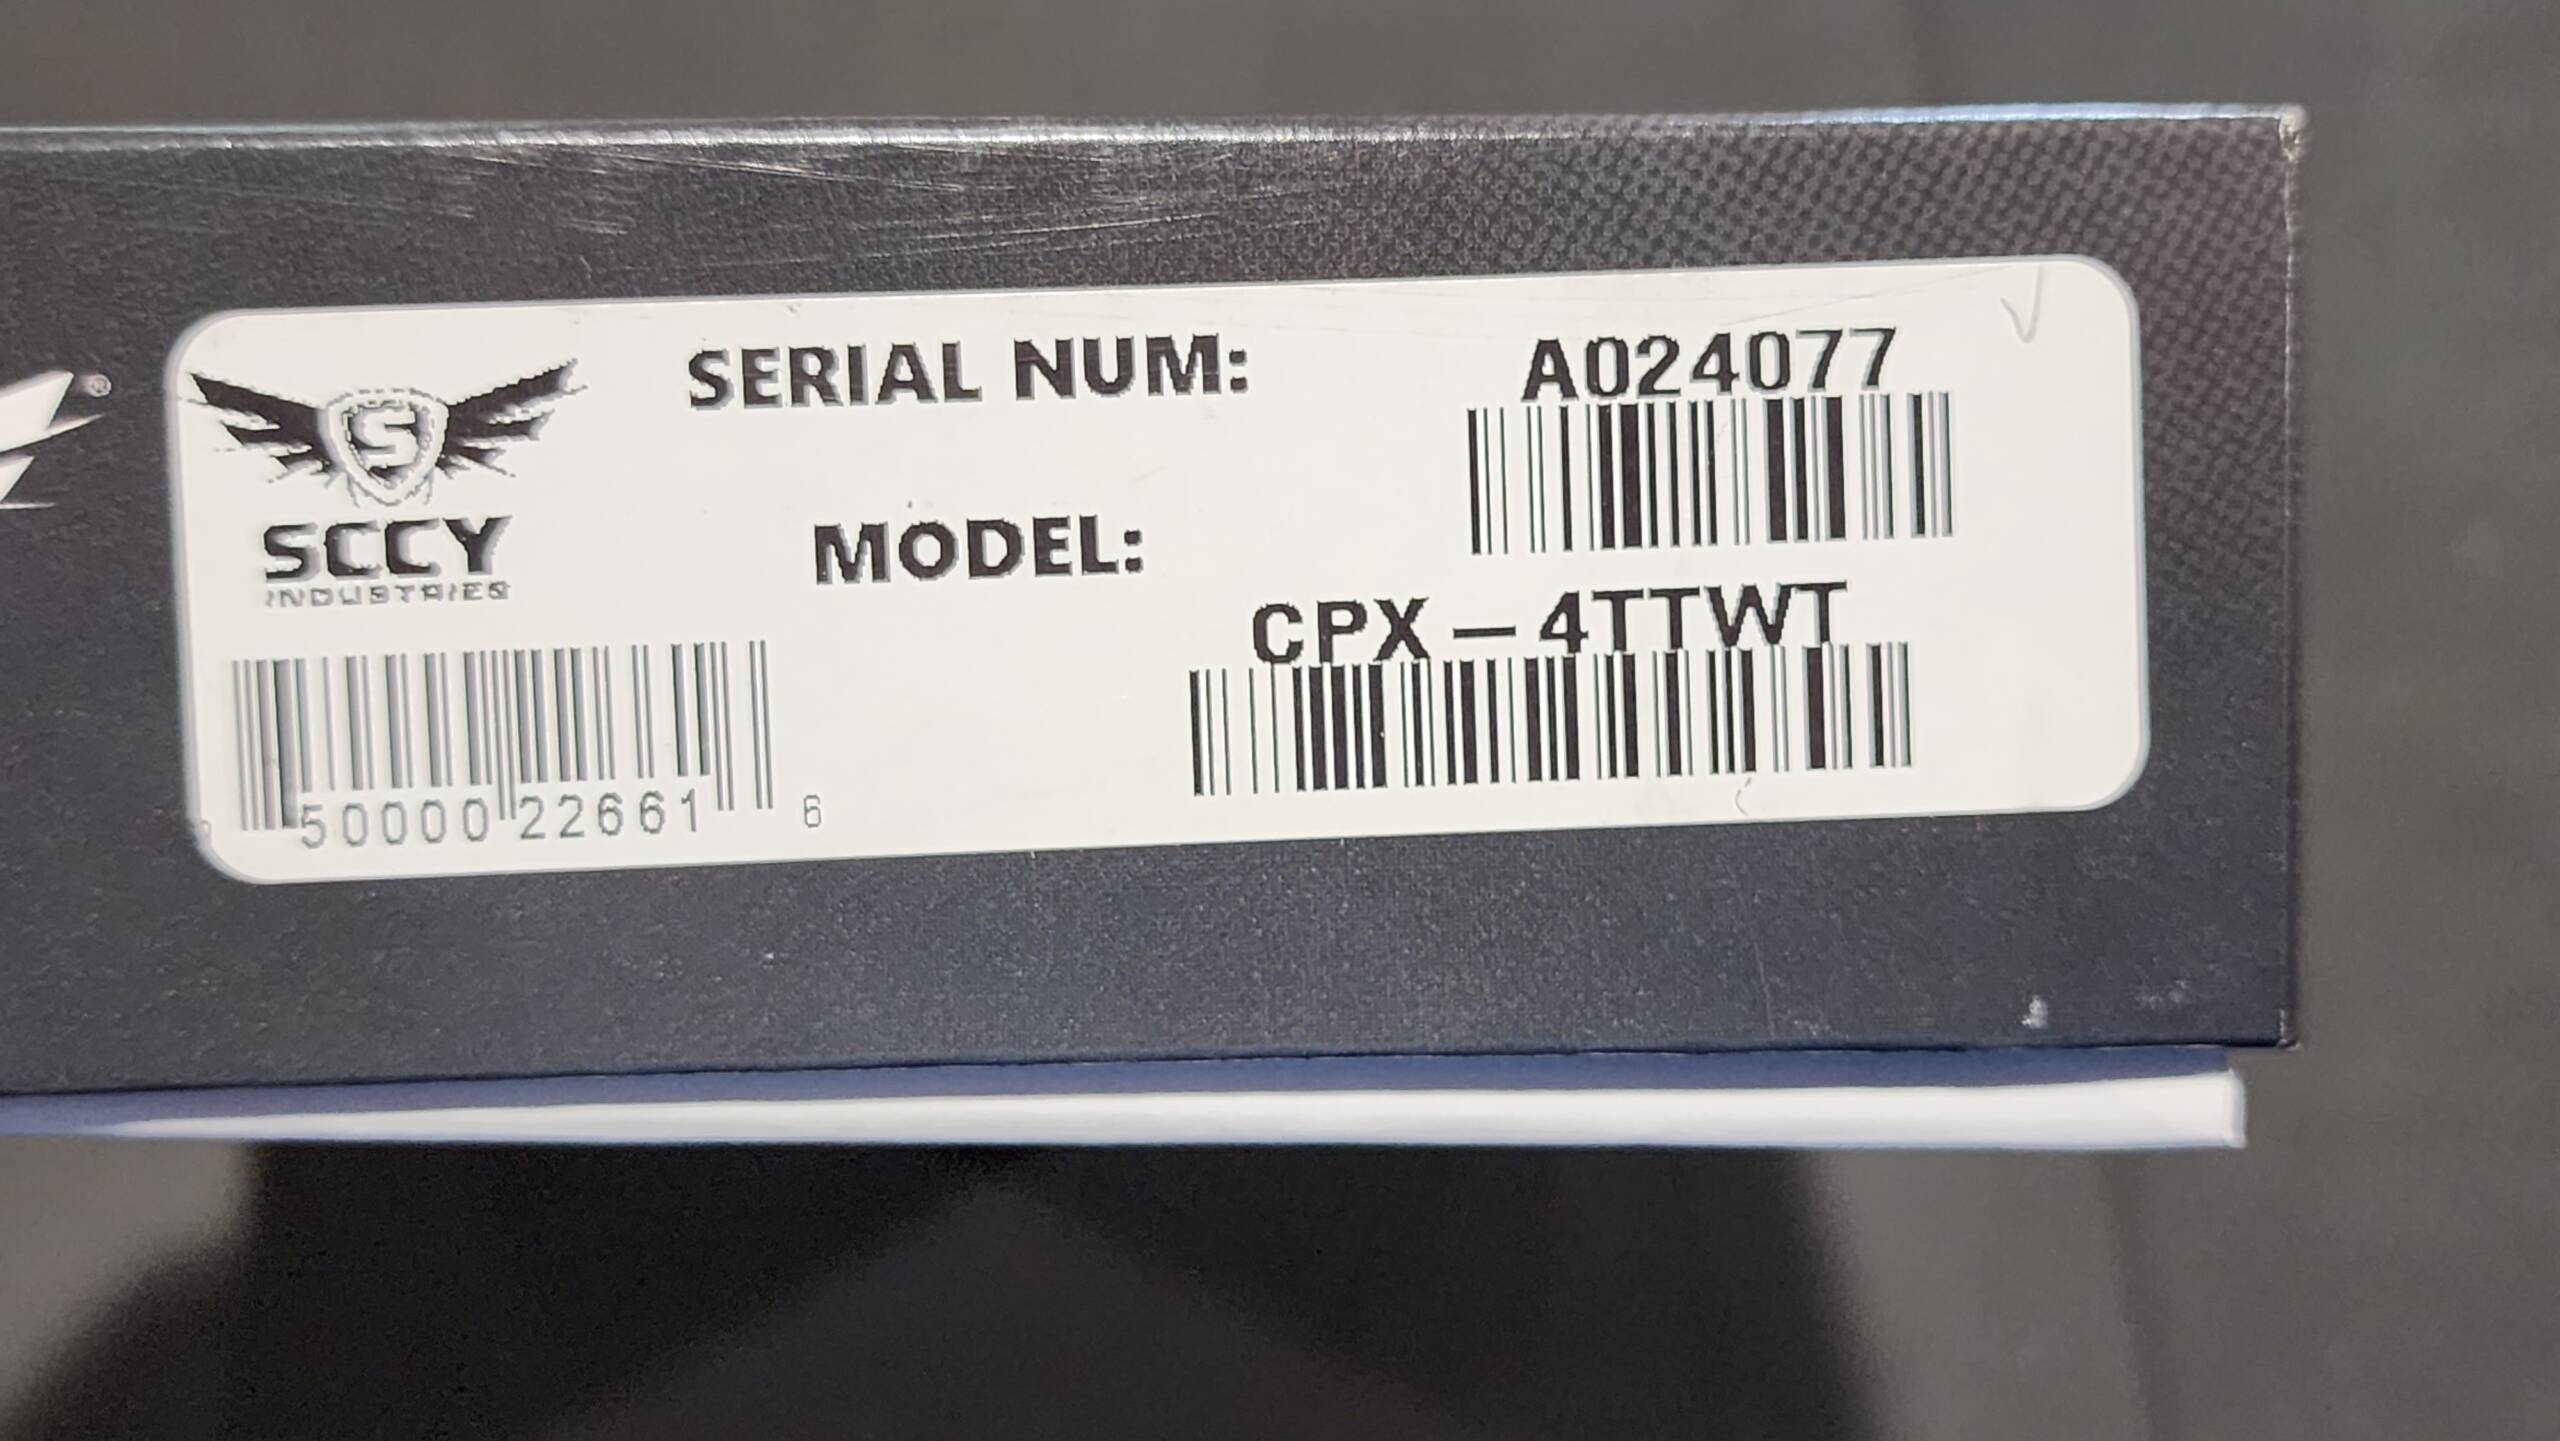 SERIAL NUM: A024077
S
SCCY
INDUSTRIES
MODEL:
CPX-4TTWT
50000 22661 6
®